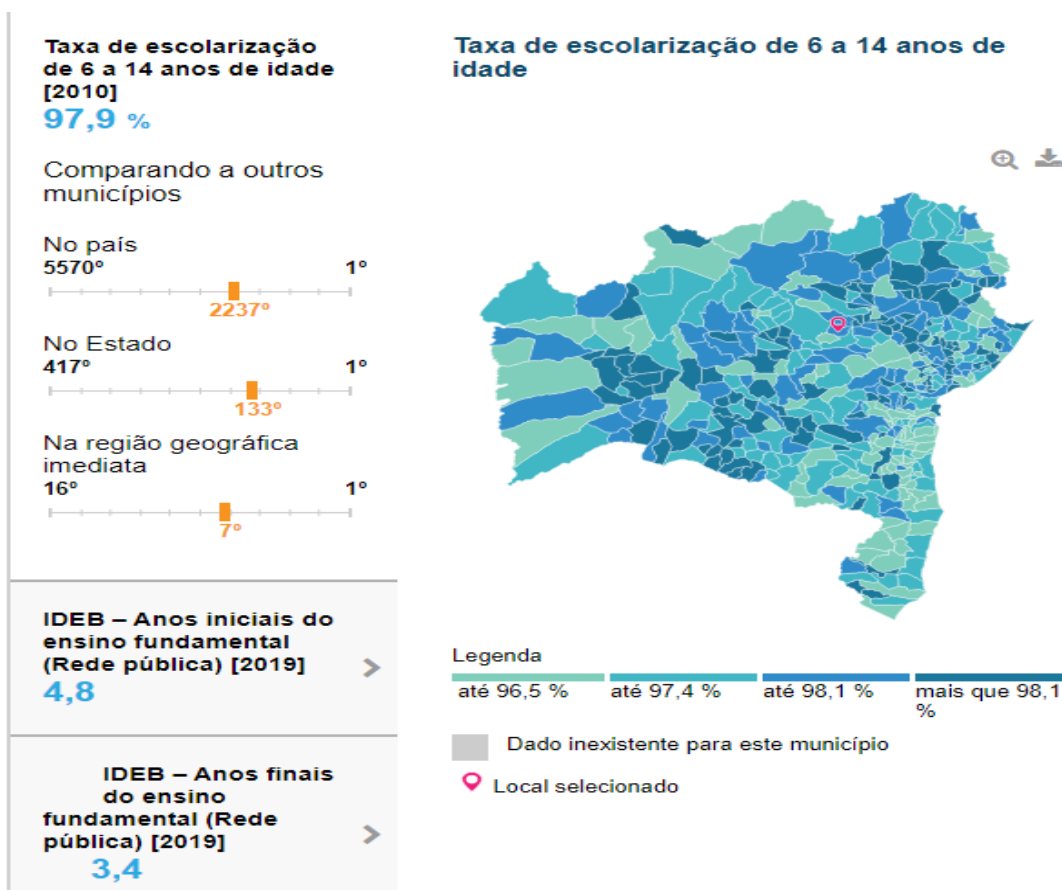 Taxa de escolarização
de 6 a 14 anos de idade
[2010]
97,9 %
Comparando a outros
municípios
No país
5570º 1º
2237º
No Estado
417º 1º
133º
Na região geográfica
imediata
16º 1º
7º
IDEB – Anos iniciais do
ensino fundamental
(Rede pública) [2019]
4,8
IDEB – Anos finais
do ensino
fundamental (Rede
pública) [2019]
3,4
Taxa de escolarização de 6 a 14 anos de
idade
Legenda
até 96,5 % até 97,4 % até 98,1 % mais que 98,1
%
Dado inexistente para este município
Local selecionado